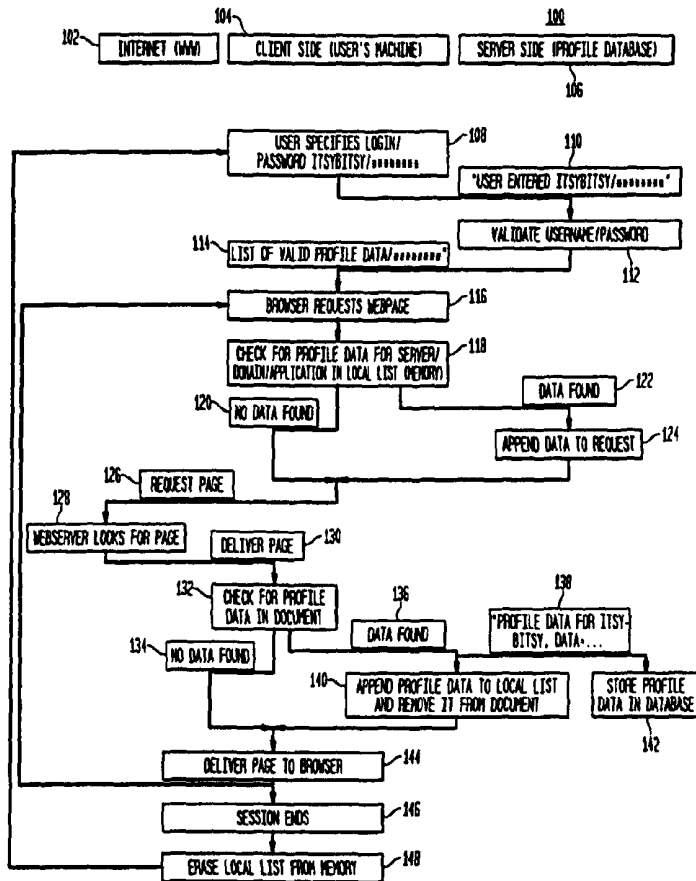 100
104
102
INTERNET (WWW)
CLIENT SIDE (USER'S MACHINE)
SERVER SIDE (PROFILE DATABASE)
106
108
USER SPECIFIES LOGIN/
PASSWORD ITSYBITSY/********
110
"USER ENTERED ITSYBITSY/********"
VALIDATE USERNAME/PASSWORD
112
114
LIST OF VALID PROFILE DATA/********"
BROWSER REQUESTS WEBPAGE
116
CHECK FOR PROFILE DATA FOR SERVER/
DOMAIN/APPLICATION IN LOCAL LIST (MEMORY)
118
120
NO DATA FOUND
122
DATA FOUND
APPEND DATA TO REQUEST
124
126
REQUEST PAGE
128
WEBSERVER LOOKS FOR PAGE
DELIVER PAGE
130
132
CHECK FOR PROFILE
DATA IN DOCUMENT
134
NO DATA FOUND
136
DATA FOUND
138
"PROFILE DATA FOR ITSY-
BITSY, DATA=...
140
APPEND PROFILE DATA TO LOCAL LIST
AND REMOVE IT FROM DOCUMENT
STORE PROFILE
DATA IN DATABASE
142
DELIVER PAGE TO BROWSER
144
SESSION ENDS
146
ERASE LOCAL LIST FROM MEMORY
148